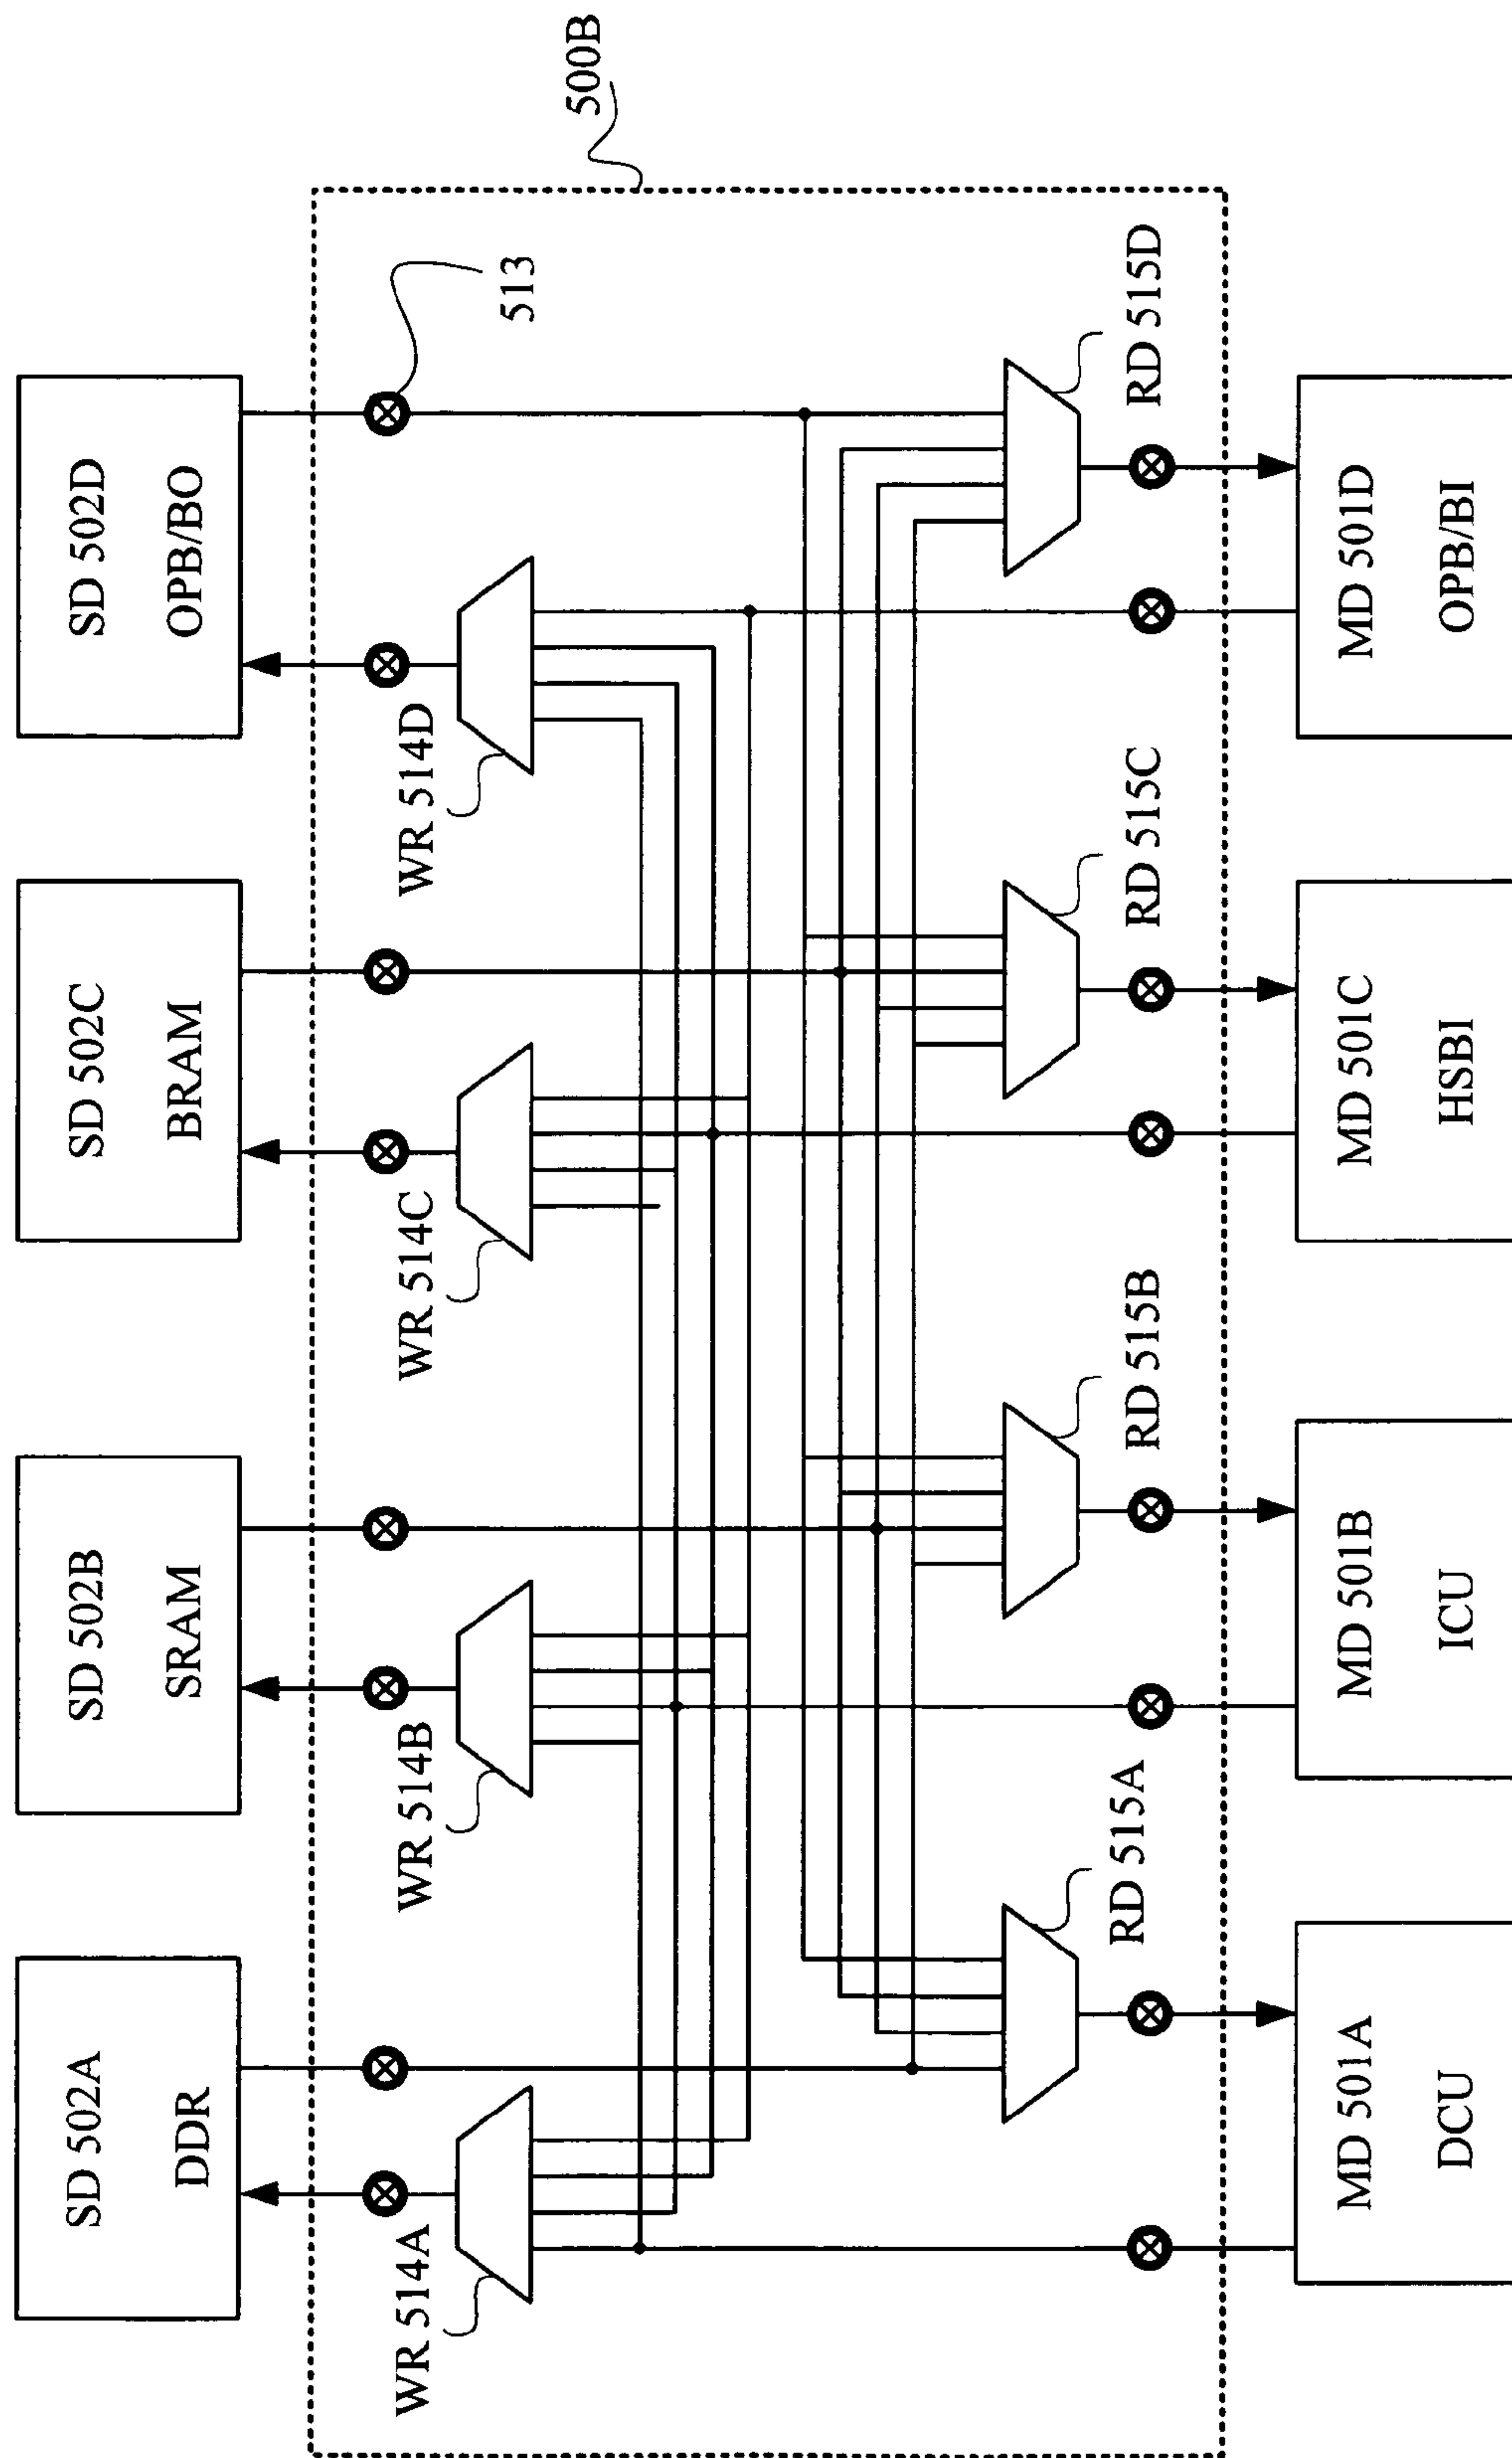 500B
SD 502A
DDR
SD 502B
SRAM
SD 502C
BRAM
SD 502D
OPB/BO
513
WR 514A
WR 514B
WR 514C
WR 514D
RD 515A
RD 515B
RD 515C
RD 515D
MD 501A
DCU
MD 501B
ICU
MD 501C
HSBI
MD 501D
OPB/BI